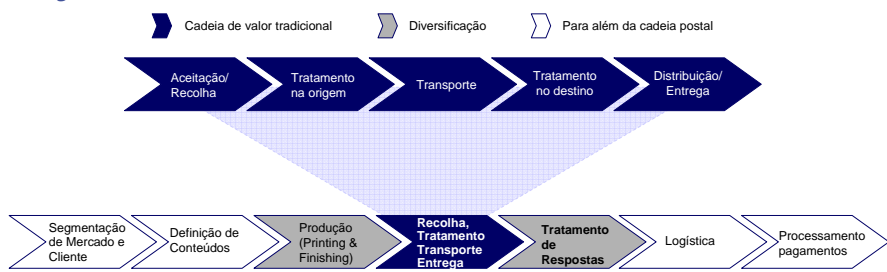 Cadeia de valor tradicional
Diversificação
Para além da cadeia postal
Aceitação/
Recolha
Tratamento
na origem
Transporte
Tratamento
no destino
Distribuição/
Entrega
Segmentação
de Mercado e
Cliente
Definição de
Conteúdos
Produção
(Printing &
Finishing)
Recolha,
Tratamento
Transporte
Entrega
Tratamento
de
Respostas
Logística
Processamento
pagamentos